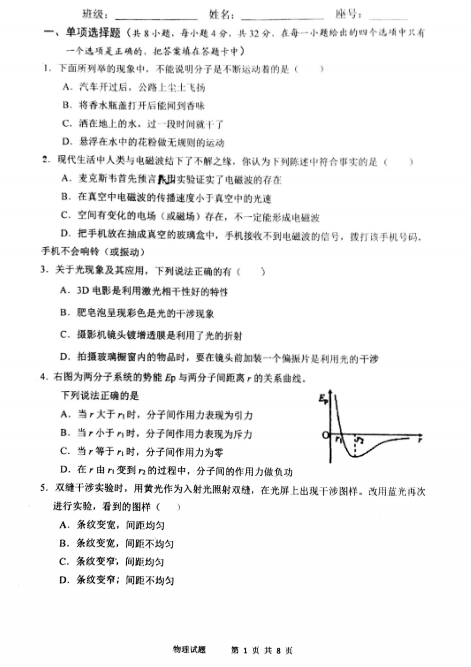 班级：______ 姓名：______ 座号：______
一、单项选择题（共8小题，每小题4分，共32分，在每一小题给出的四个选项中只有
一个选项是正确的，把答案填在答题卡中）
1．下面所列举的现象中，不能说明分子是不断运动着的是（ ）
A．汽车开过后，公路上尘土飞扬
B．将香水瓶盖打开后能闻到香味
C．洒在地上的水，过一段时间就干了
D．悬浮在水中的花粉做无规则的运动
2．现代生活中人类与电磁波结下了不解之缘，你认为下列陈述中符合事实的是（ ）
A．麦克斯韦首先预言 实验证实了电磁波的存在
B．在真空中电磁波的传播速度小于真空中的光速
C．空间有变化的电场（或磁场）存在，不一定能形成电磁波
D．把手机放在抽成真空的玻璃盒中，手机接收不到电磁波的信号，拨打该手机号码，
手机不会响铃（或振动）
3．关于光现象及其应用，下列说法正确的有（ ）
A．3D电影是利用激光相干性好的特性
B．肥皂泡呈现彩色是光的干涉现象
C．摄影机镜头镀增透膜是利用了光的折射
D．拍摄玻璃橱窗内的物品时，要在镜头前加装一个偏振片是利用光的干涉
4．右图为两分子系统的势能Ep与两分子间距离r的关系曲线。
下列说法正确的是
A．当r大于r₁时，分子间作用力表现为引力
B．当r小于r₁时，分子间作用力表现为斥力
C．当r等于r₁时，分子间作用力为零
D．在r由r₁变到r₂的过程中，分子间的作用力做负功
Ep
O r₁ r₂ r
5．双缝干涉实验时，用黄光作为入射光照射双缝，在光屏上出现干涉图样。改用蓝光再次
进行实验，看到的图样（ ）
A．条纹变宽，间距均匀
B．条纹变宽，间距不均匀
C．条纹变窄，间距均匀
D．条纹变窄；间距不均匀
物理试题 第 1 页 共 8 页